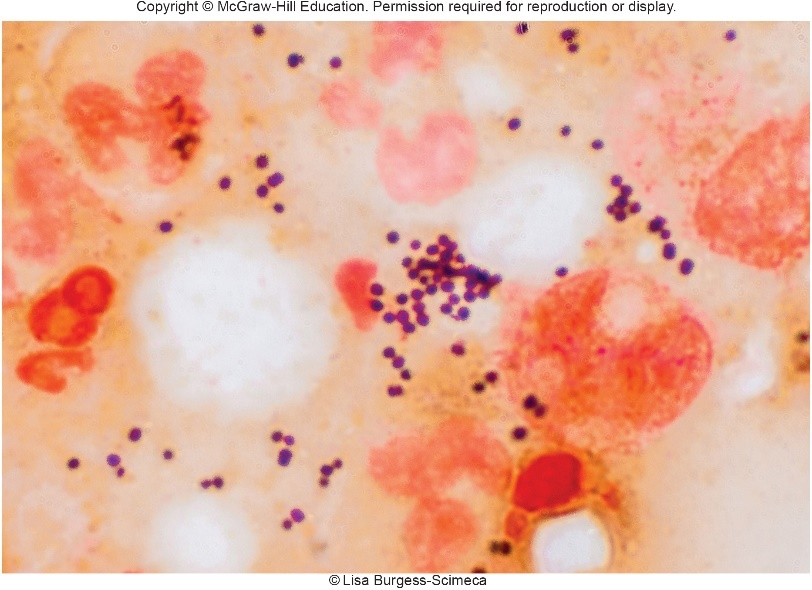 Copyright © McGraw-Hill Education. Permission required for reproduction or display.
© Lisa Burgess-Scimeca